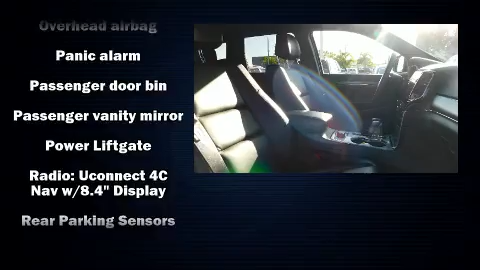 Overhead airbag
Panic alarm
Passenger door bin
Passenger vanity mirror
Power Liftgate
Radio: Uconnect 4C
Nav w/8.4" Display
Rear Parking Sensors